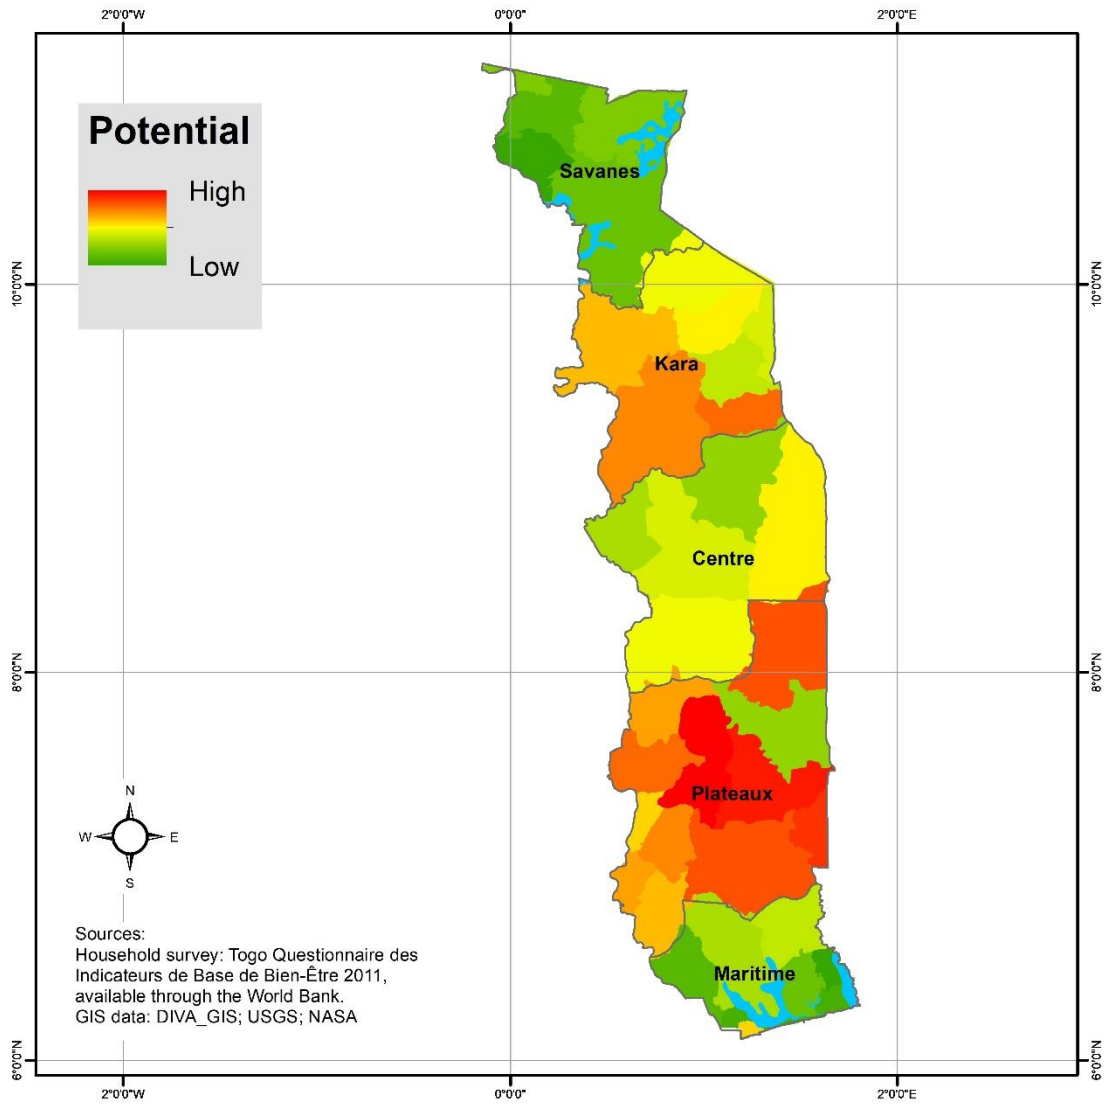 2°0'0"W 0°0'0" 2°0'0"E
Potential
High
Low
Savanes
10°0'0"N 10°0'0"N
Kara
Centre
8°0'0"N 8°0'0"N
Plateaux
N
W E
S
Maritime
Sources:
Household survey: Togo Questionnaire des
Indicateurs de Base de Bien-Être 2011,
available through the World Bank.
GIS data: DIVA_GIS; USGS; NASA
6°0'0"N 6°0'0"N
2°0'0"W 0°0'0" 2°0'0"E